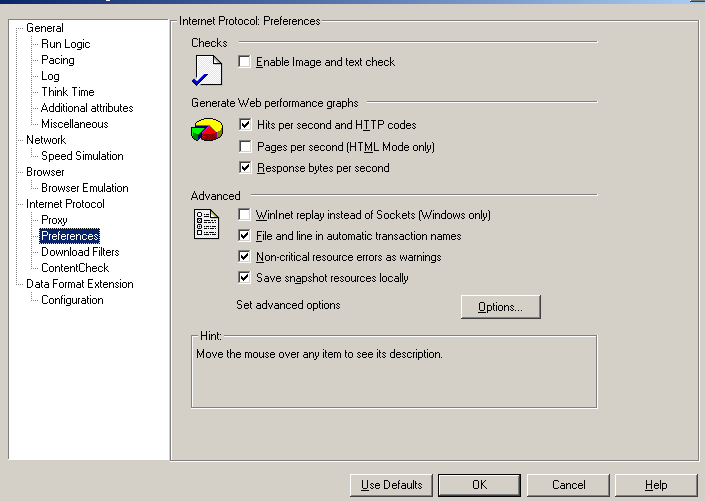 General
Run Logic
Pacing
Log
Think Time
Additional attributes
Miscellaneous
Network
Speed Simulation
Browser
Browser Emulation
Internet Protocol
Proxy
Preferences
Download Filters
ContentCheck
Data Format Extension
Configuration
Internet Protocol: Preferences
Checks
Enable Image and text check
Generate Web performance graphs
Hits per second and HTTP codes
Pages per second (HTML Mode only)
Response bytes per second
Advanced
WinInet replay instead of Sockets (Windows only)
File and line in automatic transaction names
Non-critical resource errors as warnings
Save snapshot resources locally
Set advanced options
Options...
Hint:
Move the mouse over any item to see its description.
Use Defaults
OK
Cancel
Help